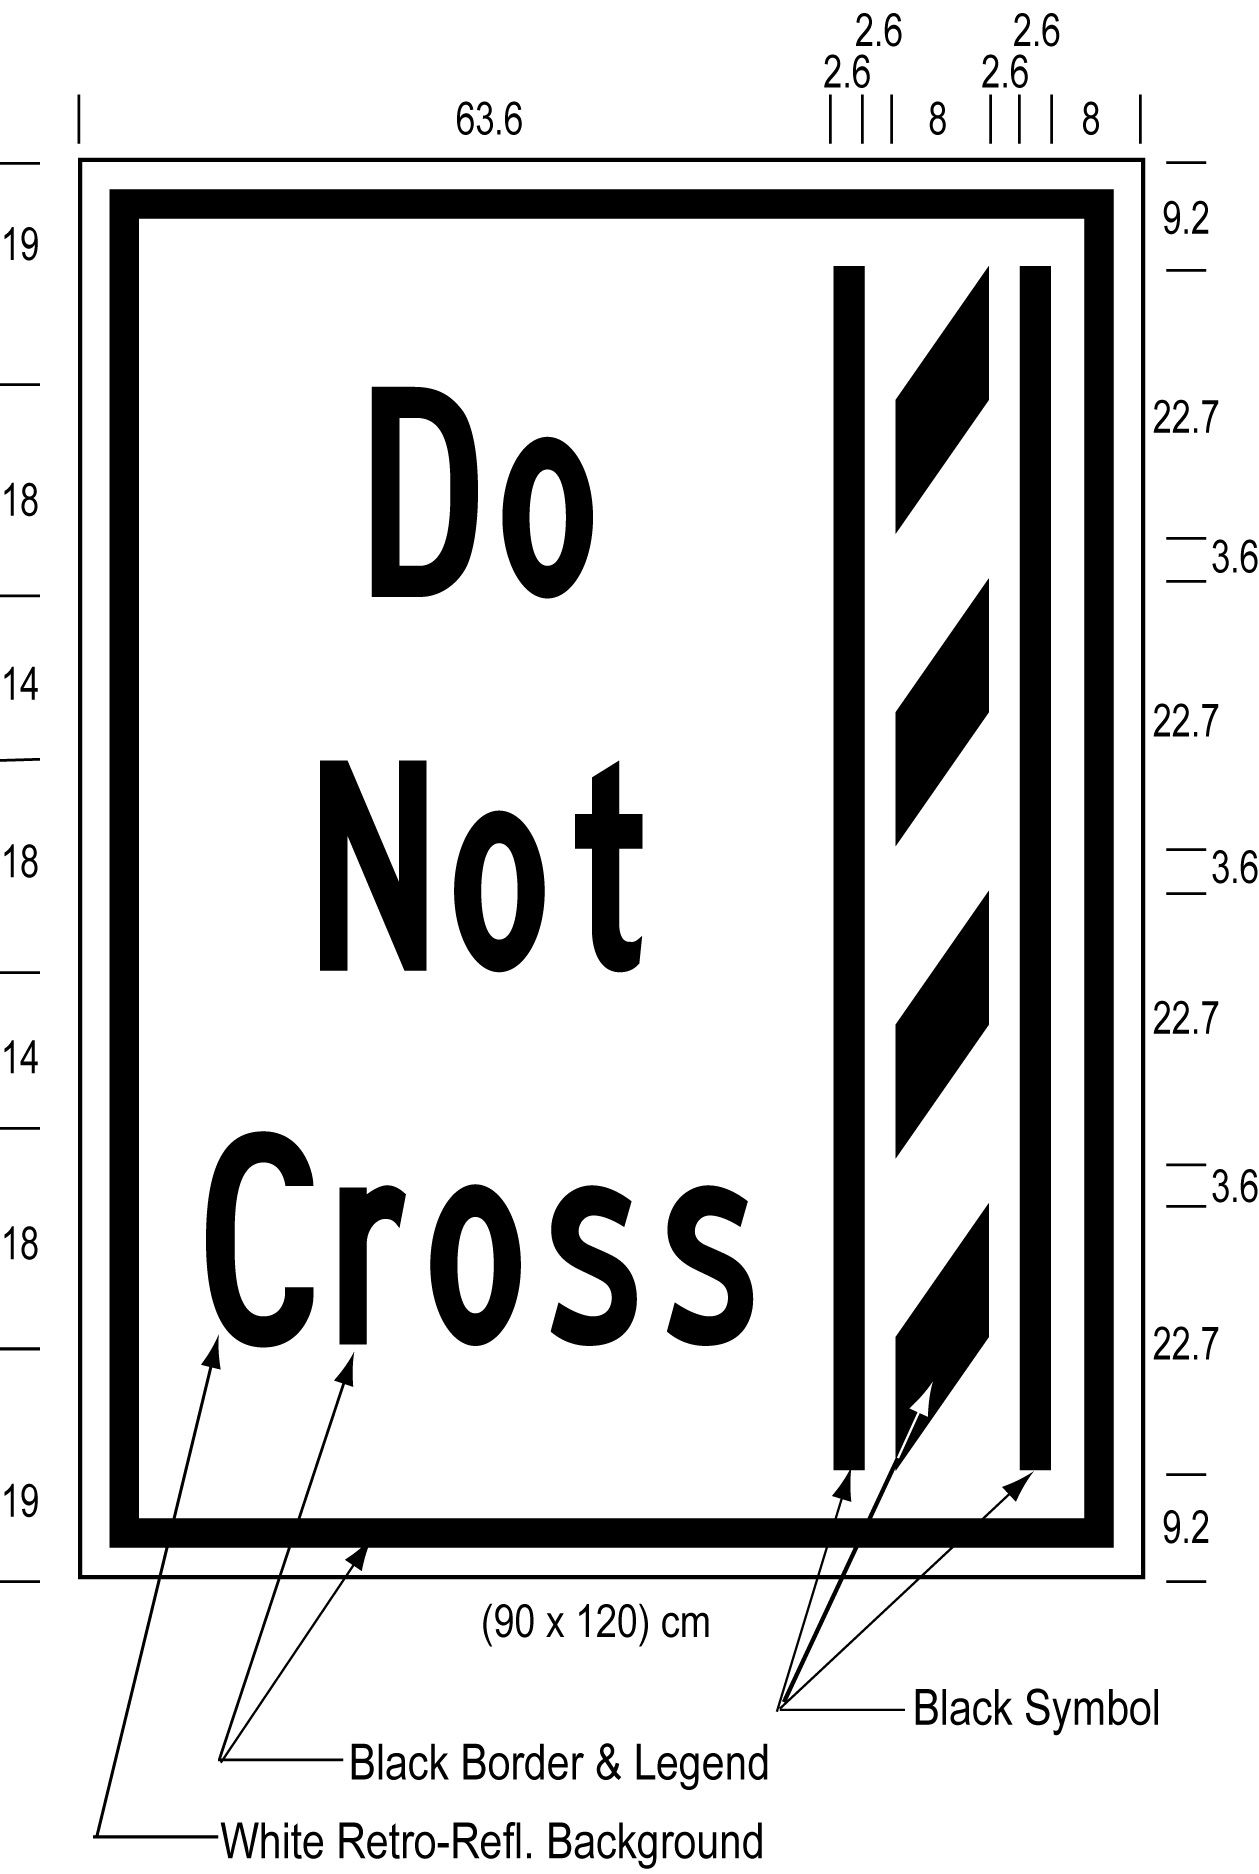 2.6 2.6
2.6 2.6
63.6 8 8
9.2
19
Do
22.7
18
3.6
14
22.7
Not
18
3.6
22.7
14
Cross
3.6
18
22.7
19
9.2
(90 x 120) cm
Black Symbol
Black Border & Legend
White Retro-Refl. Background